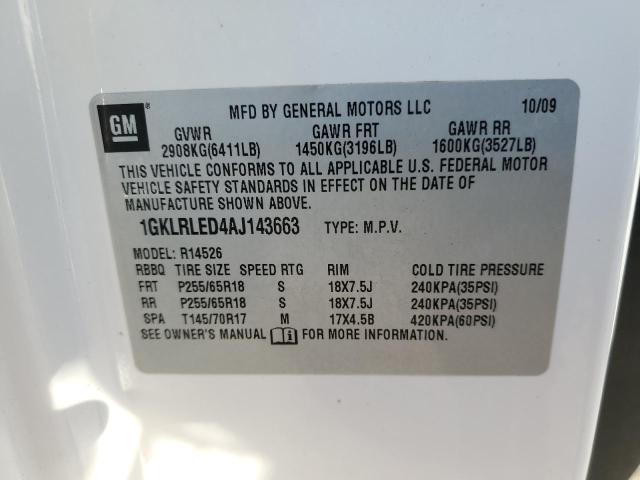 GM
MFD BY GENERAL MOTORS LLC 10/09
GVWR GAWR FRT GAWR RR
2908KG(6411LB) 1450KG(3196LB) 1600KG(3527LB)
THIS VEHICLE CONFORMS TO ALL APPLICABLE U.S. FEDERAL MOTOR
VEHICLE SAFETY STANDARDS IN EFFECT ON THE DATE OF
MANUFACTURE SHOWN ABOVE.
1GKLRLED4AJ143663 TYPE: M.P.V.
MODEL: R14526
RBBQ TIRE SIZE SPEED RTG RIM COLD TIRE PRESSURE
FRT P255/65R18 S 18X7.5J 240KPA(35PSI)
RR P255/65R18 S 18X7.5J 240KPA(35PSI)
SPA T145/70R17 M 17X4.5B 420KPA(60PSI)
SEE OWNER'S MANUAL FOR MORE INFORMATION.